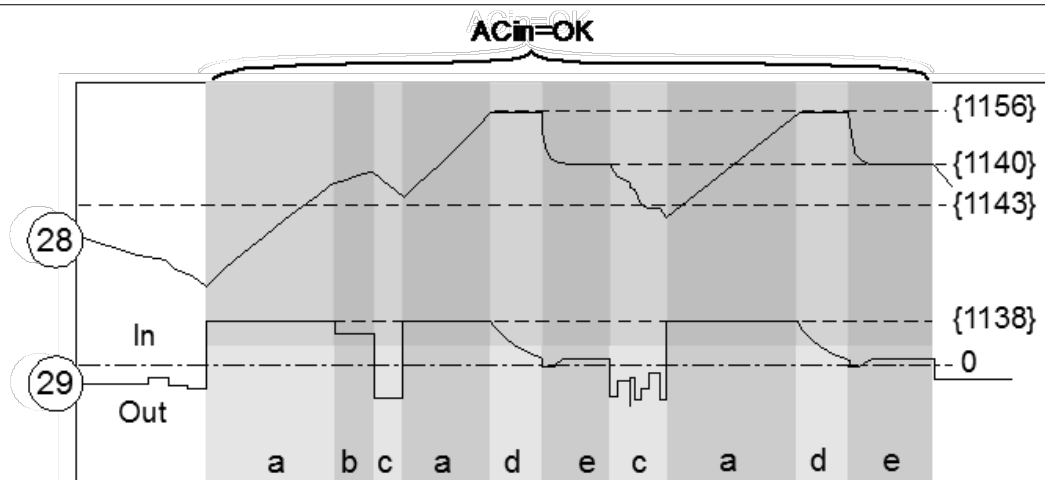 ACin=OK
{1156}
{1140}
{1143}
28
{1138}
In
0
29
Out
a b c a d e c a d e